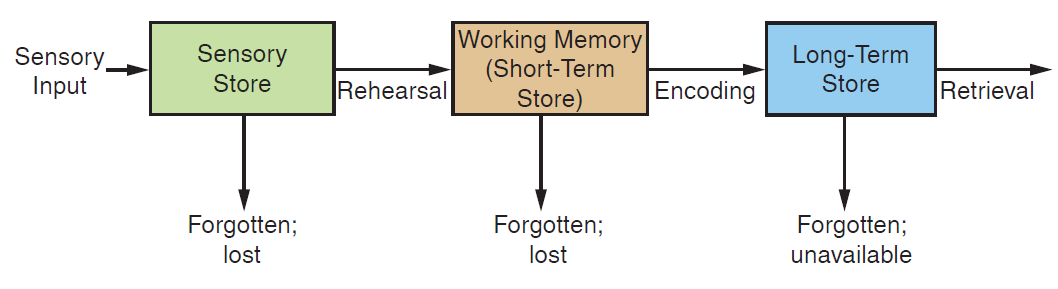 Sensory
Input
Sensory
Store
Rehearsal
Working Memory
(Short-Term
Store)
Encoding
Long-Term
Store
Retrieval
Forgotten;
lost
Forgotten;
lost
Forgotten;
unavailable